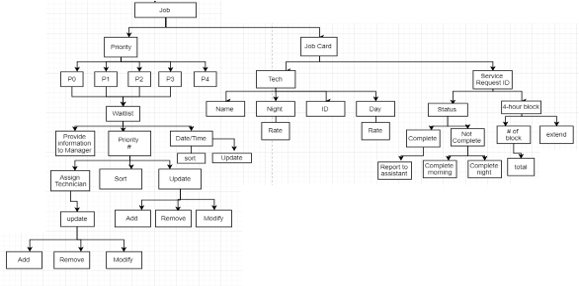 Job
Priority
Job Card
P0
P1
P2
P3
P4
Tech
Service
Request ID
Waitlist
Name
Night
ID
Day
Status
4-hour block
Rate
Rate
Provide
information
to Manager
Priority
#
Date/Time
Complete
Not
Complete
# of
block
extend
sort
Update
Report to
assistant
Complete
morning
Complete
night
total
Assign
Technician
Sort
Update
update
Add
Remove
Modify
Add
Remove
Modify